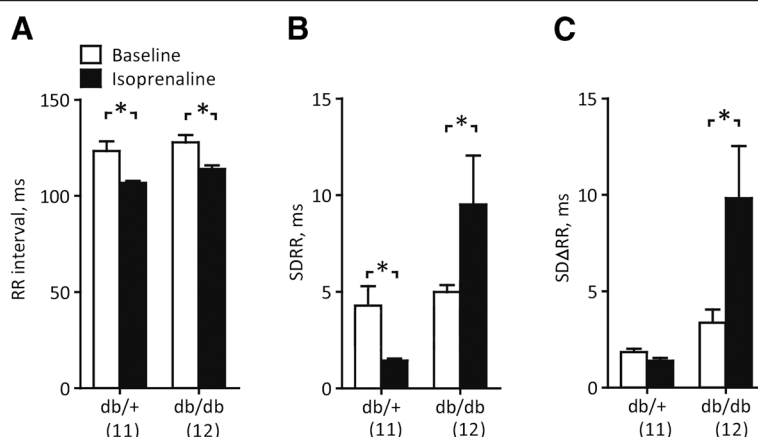 A
Baseline
Isoprenaline
RR interval, ms
150
100
50
0
*
*
db/+
(11)
db/db
(12)
B
SDRR, ms
15
10
5
0
*
*
db/+
(11)
db/db
(12)
C
SDΔRR, ms
15
10
5
0
*
db/+
(11)
db/db
(12)